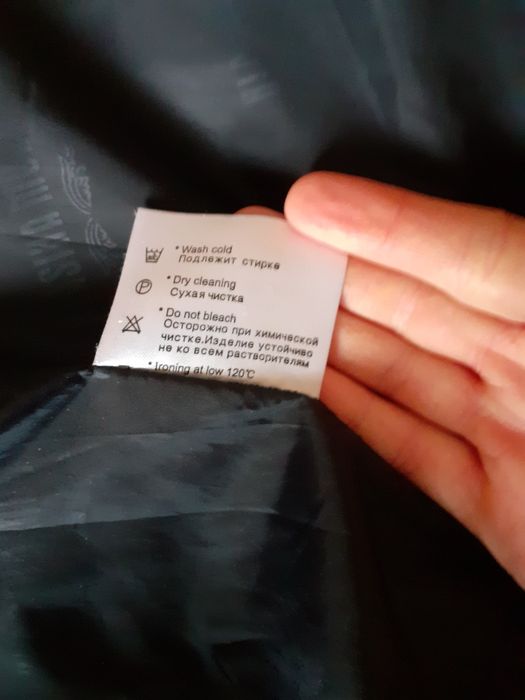 * Wash cold
Подлежит стирке
* Dry cleaning
Сухая чистка
* Do not bleach
Осторожно при химической
чистке.Изделие устойчиво
не ко всем растворителям
* Ironing at low 120℃
P